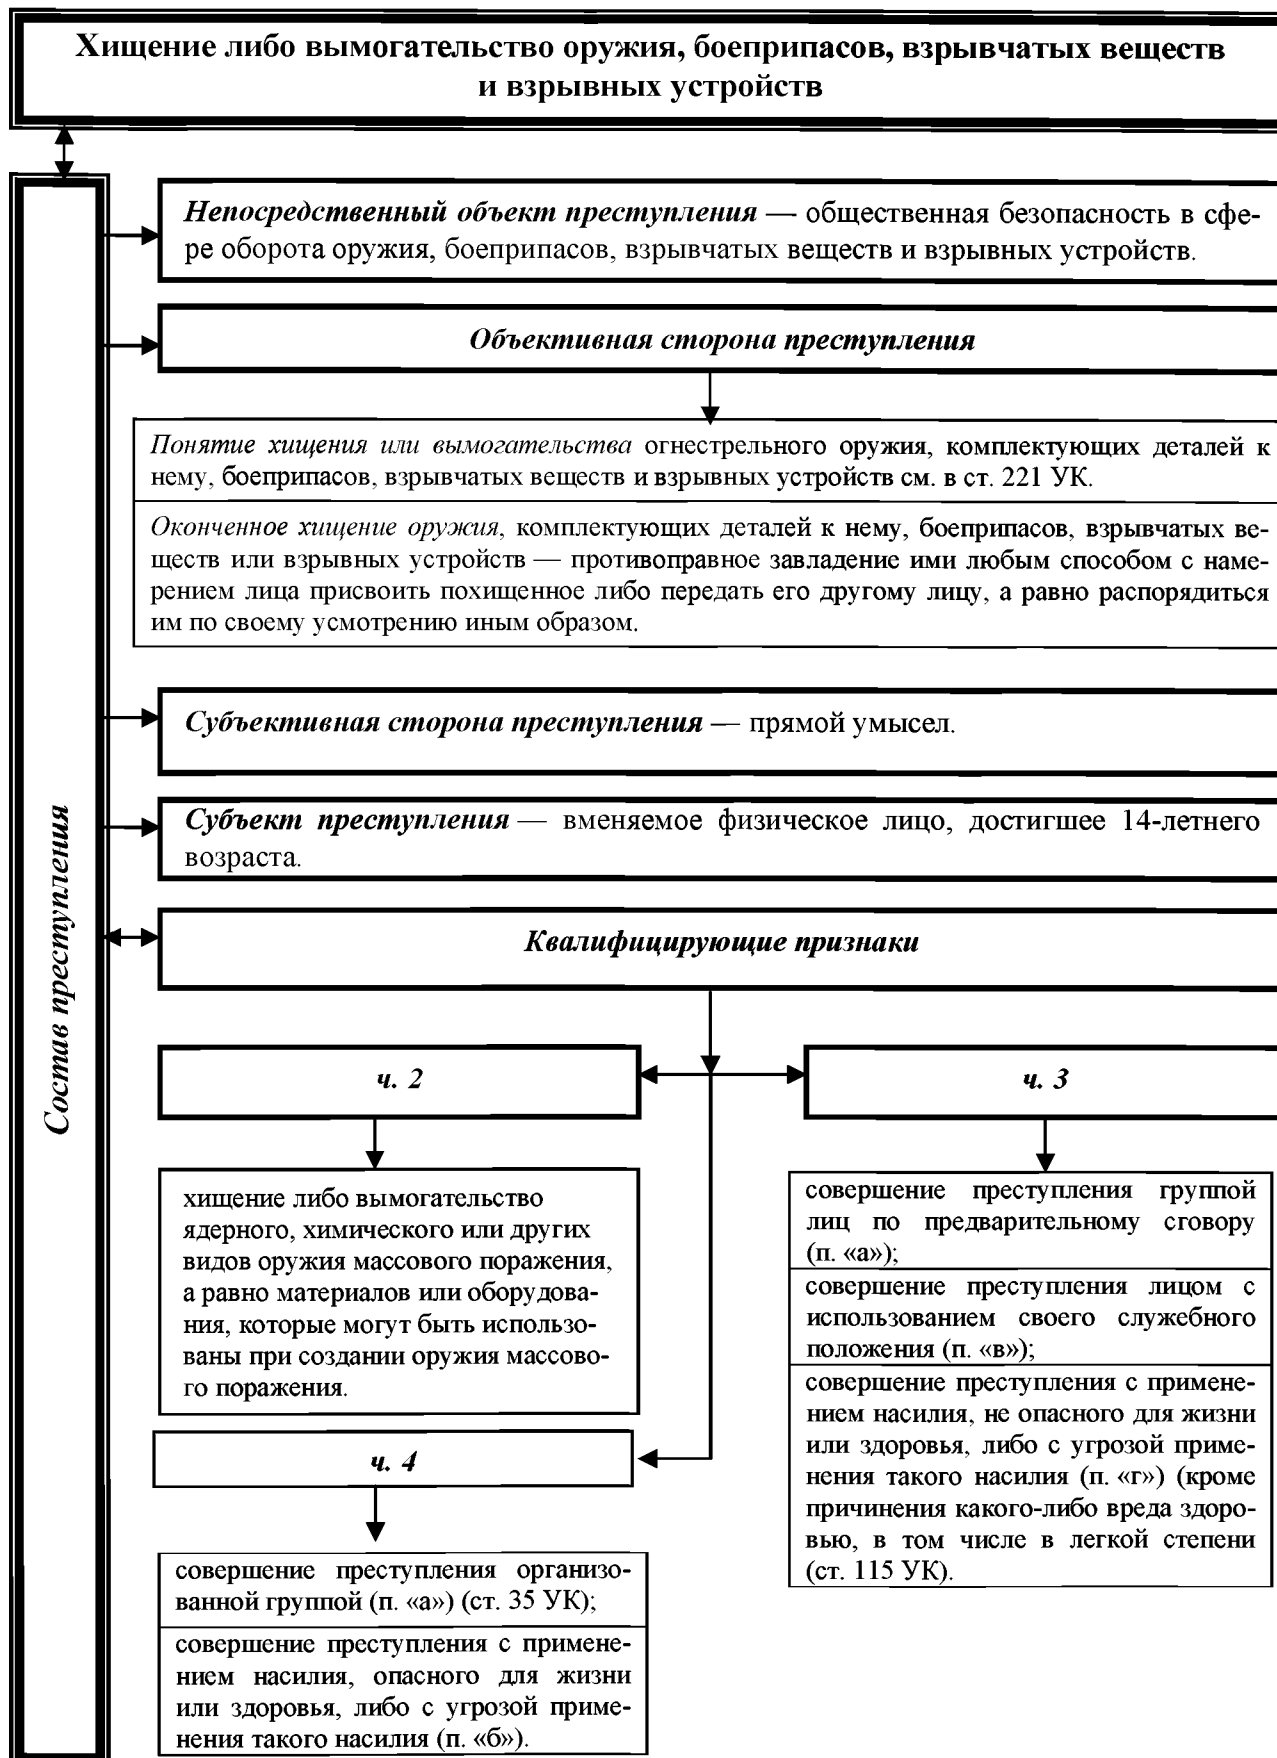 Хищение либо вымогательство оружия, боеприпасов, взрывчатых веществ
и взрывных устройств
Состав преступления
Непосредственный объект преступления — общественная безопасность в сфе-
ре оборота оружия, боеприпасов, взрывчатых веществ и взрывных устройств.
Объективная сторона преступления
Понятие хищения или вымогательства огнестрельного оружия, комплектующих деталей к
нему, боеприпасов, взрывчатых веществ и взрывных устройств см. в ст. 221 УК.
Оконченное хищение оружия, комплектующих деталей к нему, боеприпасов, взрывчатых ве-
ществ или взрывных устройств — противоправное завладение ими любым способом с наме-
рением лица присвоить похищенное либо передать его другому лицу, а равно распорядиться
им по своему усмотрению иным образом.
Субъективная сторона преступления — прямой умысел.
Субъект преступления — вменяемое физическое лицо, достигшее 14-летнего
возраста.
Квалифицирующие признаки
ч. 2
хищение либо вымогательство
ядерного, химического или других
видов оружия массового поражения,
а равно материалов или оборудова-
ния, которые могут быть использо-
ваны при создании оружия массово-
го поражения.
ч. 3
совершение преступления группой
лиц по предварительному сговору
(п. «а»);
совершение преступления лицом с
использованием своего служебного
положения (п. «в»);
совершение преступления с примене-
нием насилия, не опасного для жизни
или здоровья, либо с угрозой приме-
нения такого насилия (п. «г») (кроме
причинения какого-либо вреда здоро-
вью, в том числе в легкой степени
(ст. 115 УК).
ч. 4
совершение преступления организо-
ванной группой (п. «а») (ст. 35 УК);
совершение преступления с примене-
нием насилия, опасного для жизни
или здоровья, либо с угрозой приме-
нения такого насилия (п. «б»).